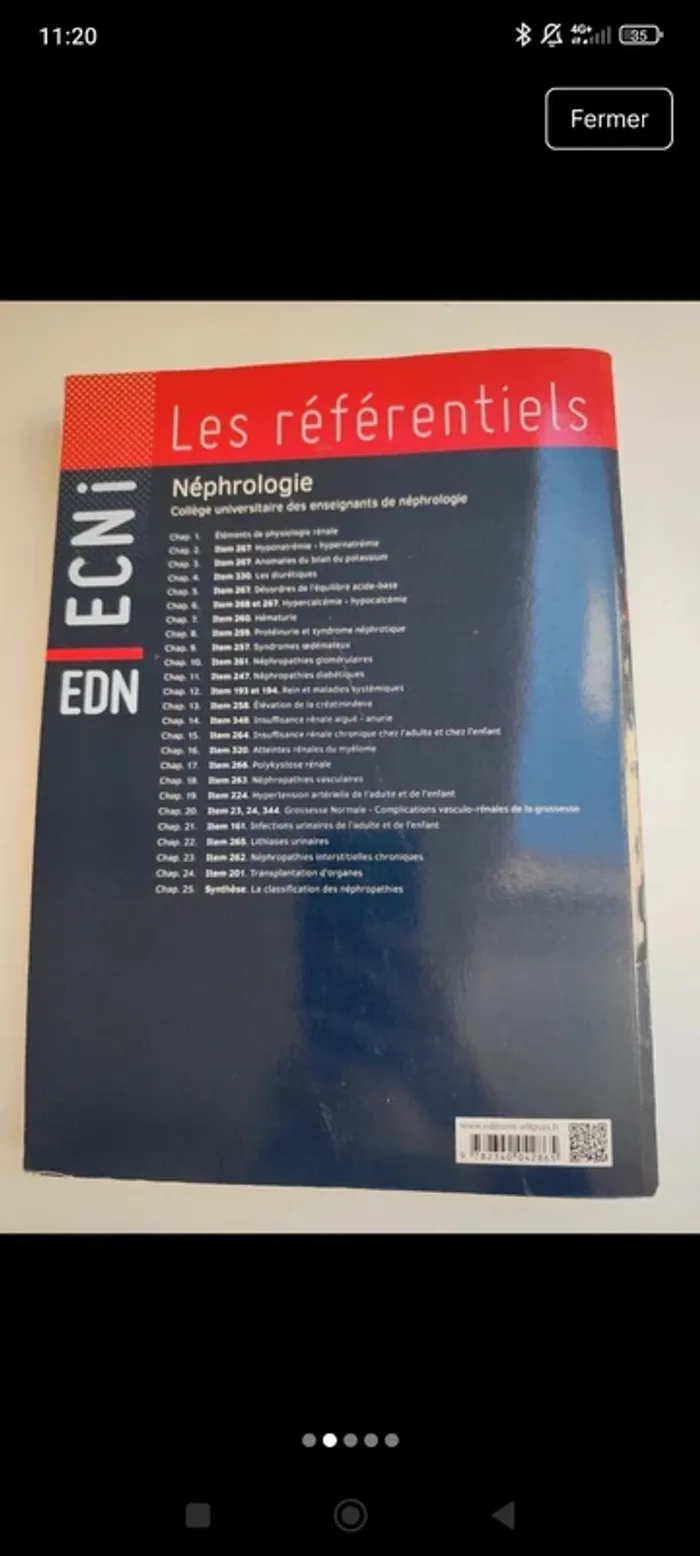 11:20
4G+
35
Fermer
Les référentiels
ECNi
EDN
Néphrologie
Collège universitaire des enseignants de néphrologie
Chap. 1. Éléments de physiologie rénale
Chap. 2. Item 267. Hyponatrémie - hypernatrémie
Chap. 3. Item 267. Anomalies du bilan du potassium
Chap. 4. Item 330. Les diurétiques
Chap. 5. Item 267. Désordres de l'équilibre acide-base
Chap. 6. Item 268 et 267. Hypercalcémie - hypocalcémie
Chap. 7. Item 260. Hématurie
Chap. 8. Item 259. Protéinurie et syndrome néphrotique
Chap. 9. Item 257. Syndromes œdémateux
Chap. 10. Item 261. Néphropathies glomérulaires
Chap. 11. Item 247. Néphropathies diabétiques
Chap. 12. Item 193 et 194. Rein et maladies systémiques
Chap. 13. Item 258. Élévation de la créatininémie
Chap. 14. Item 348. Insuffisance rénale aiguë - anurie
Chap. 15. Item 264. Insuffisance rénale chronique chez l'adulte et chez l'enfant
Chap. 16. Item 320. Atteintes rénales du myélome
Chap. 17. Item 266. Polykystose rénale
Chap. 18. Item 263. Néphropathies vasculaires
Chap. 19. Item 224. Hypertension artérielle de l'adulte et de l'enfant
Chap. 20. Item 23, 24, 344. Grossesse Normale - Complications vasculo-rénales de la grossesse
Chap. 21. Item 161. Infections urinaires de l'adulte et de l'enfant
Chap. 22. Item 265. Lithiases urinaires
Chap. 23. Item 262. Néphropathies interstitielles chroniques
Chap. 24. Item 201. Transplantation d'organes
Chap. 25. Synthèse. La classification des néphropathies
www.editions-ellipses.fr
9 782340 042865